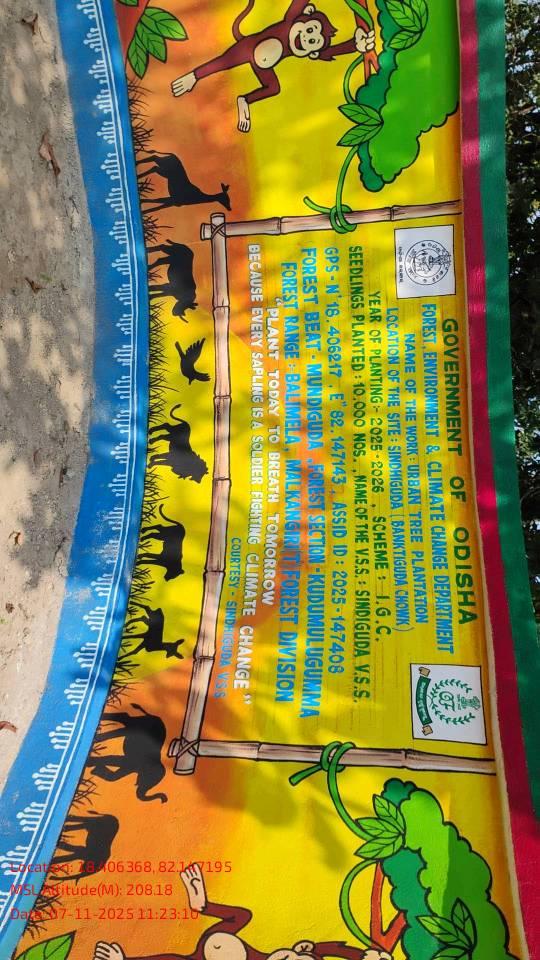 GOVERNMENT OF ODISHA
FOREST, ENVIRONMENT & CLIMATE CHANGE DEPARTMENT
NAME OF THE WORK: URBAN TREE PLANTATION
LOCATION OF THE SITE: SINDHIGUDA (BANKTIGUDA CHOWK)
YEAR OF PLANTING:- 2025-2026, SCHEME: I.G.C.
SEEDLINGS PLANTED: 10,000 NOS., NAME OF THE V.S.S: SINDIGUDA V.S.S.
GPS- N' 18.406217, E' 82.147143, ASSID ID: 2025-147408
FOREST BEAT- MUNDIGUDA, FOREST SECTION-KUDUMULUGUMMA
FOREST RANGE:- BALIMELA, MALKANGIRI FOREST DIVISION
"PLANT TODAY TO BREATH TOMORROW
BECAUSE EVERY SAPLING IS A SOLDIER FIGHTING CLIMATE CHANGE"
COURTESY - SINDHIGUDA V.S.S
Location: 18.406368,82.147195
MSL Altitude(M): 208.18
Date: 07-11-2025 11:23:10